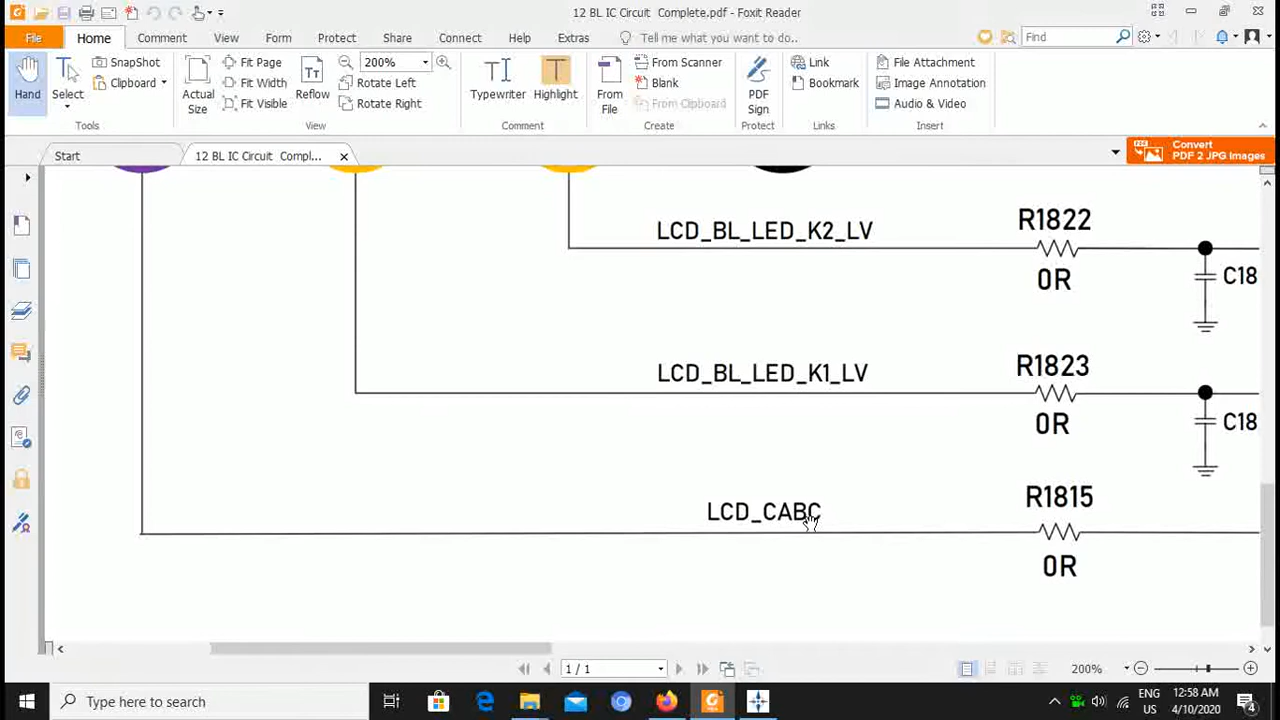 12 BL IC Circuit Complete.pdf - Foxit Reader
File Home Comment View Form Protect Share Connect Help Extras Tell me what you want to do.. Find
Hand
Select
SnapShot
Clipboard
Tools
Actual Size
Fit Page
Fit Width
Fit Visible
Reflow
200%
Rotate Left
Rotate Right
View
Typewriter
Highlight
Comment
From File
From Scanner
Blank
From Clipboard
Create
PDF Sign
Protect
Link
Bookmark
Links
File Attachment
Image Annotation
Audio & Video
Insert
Start
12 BL IC Circuit Compl...
Convert
PDF 2 JPG Images
LCD_BL_LED_K2_LV
R1822
0R
C18
LCD_BL_LED_K1_LV
R1823
0R
C18
LCD_CABC
R1815
0R
1 / 1
200%
Type here to search
ENG
US
12:58 AM
4/10/2020
4